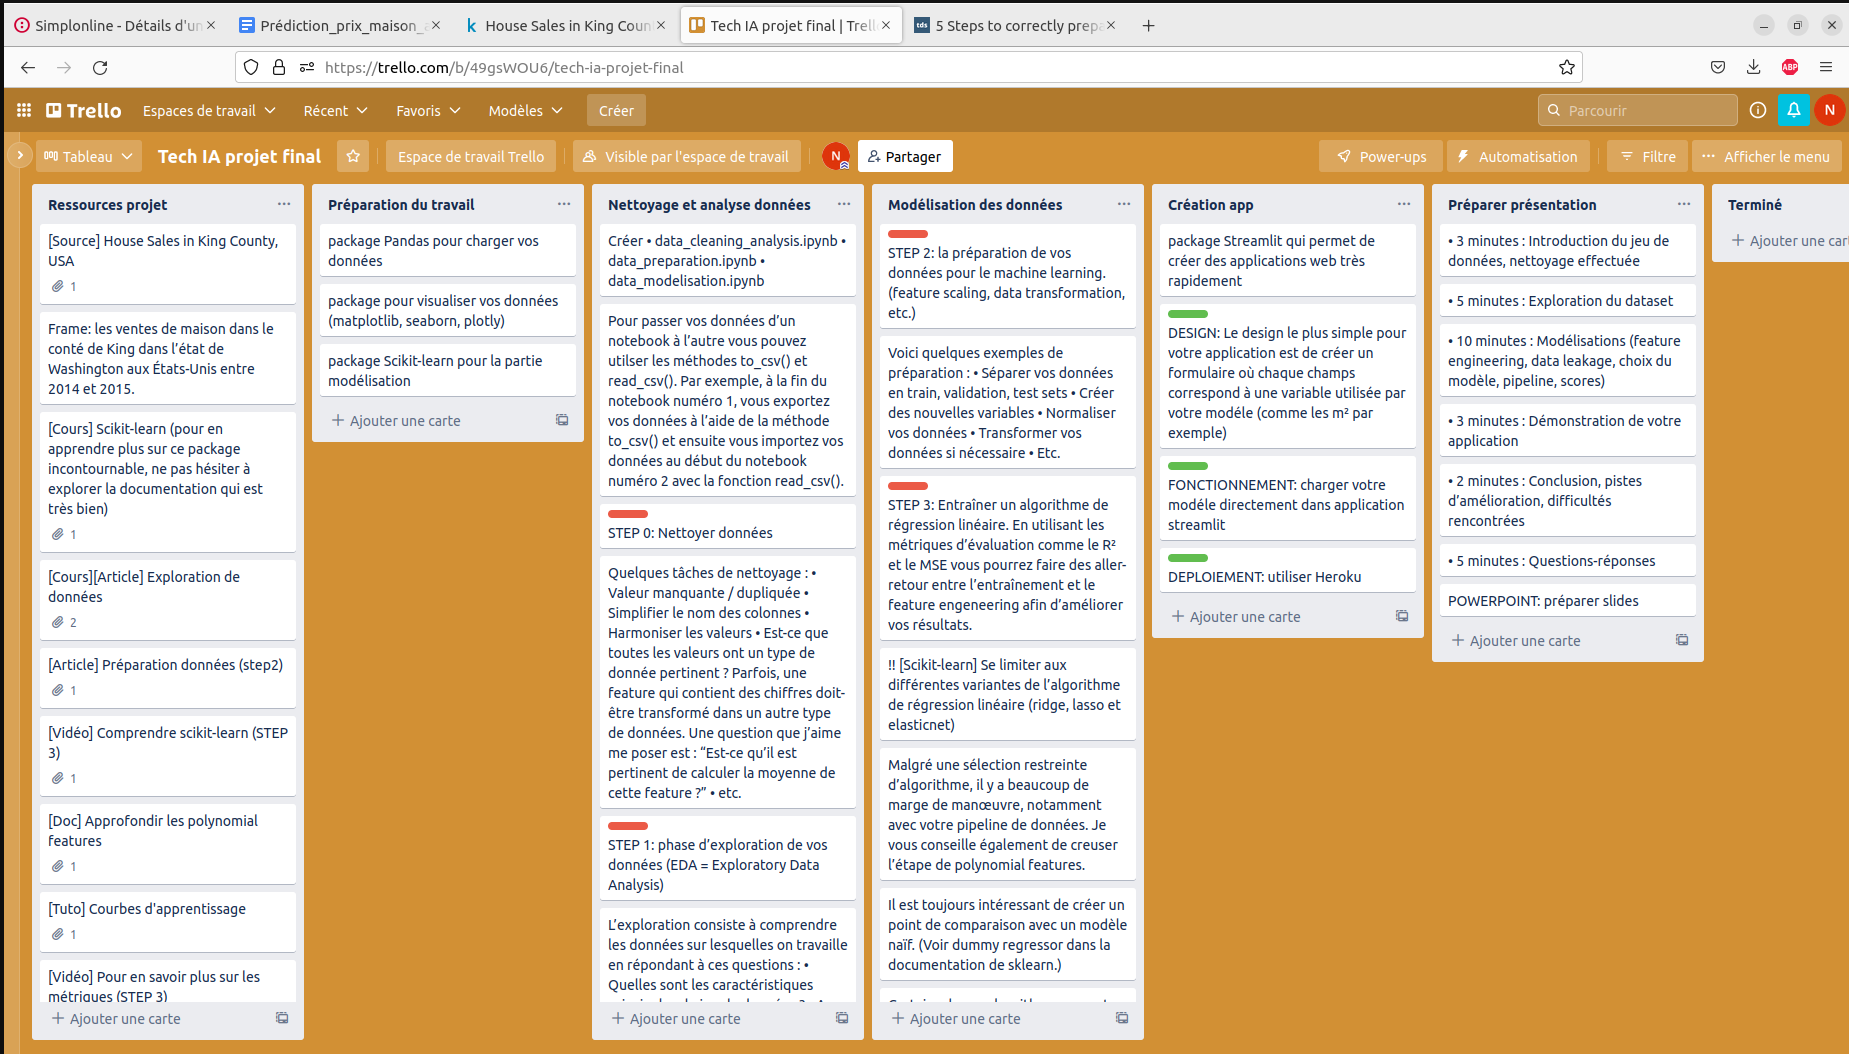 Simplonline - Détails d'un
Prédiction_prix_maison_a
House Sales in King Coun
Tech IA projet final | Trello
5 Steps to correctly prepa
https://trello.com/b/49gsWOU6/tech-ia-projet-final
ABP
Trello
Espaces de travail
Récent
Favoris
Modèles
Créer
Parcourir
N
Tableau
Tech IA projet final
Espace de travail Trello
Visible par l'espace de travail
N
Partager
Power-ups
Automatisation
Filtre
Afficher le menu
Ressources projet
[Source] House Sales in King County,
USA
1
Frame: les ventes de maison dans le
conté de King dans l’état de
Washington aux États-Unis entre
2014 et 2015.
[Cours] Scikit-learn (pour en
apprendre plus sur ce package
incontournable, ne pas hésiter à
explorer la documentation qui est
très bien)
1
[Cours][Article] Exploration de
données
2
[Article] Préparation données (step2)
1
[Vidéo] Comprendre scikit-learn (STEP
3)
1
[Doc] Approfondir les polynomial
features
1
[Tuto] Courbes d'apprentissage
1
[Vidéo] Pour en savoir plus sur les
métriques (STEP 3)
Ajouter une carte
Préparation du travail
package Pandas pour charger vos
données
package pour visualiser vos données
(matplotlib, seaborn, plotly)
package Scikit-learn pour la partie
modélisation
Ajouter une carte
Nettoyage et analyse données
Créer • data_cleaning_analysis.ipynb •
data_preparation.ipynb •
data_modelisation.ipynb
Pour passer vos données d’un
notebook à l’autre vous pouvez
utilser les méthodes to_csv() et
read_csv(). Par exemple, à la fin du
notebook numéro 1, vous exportez
vos données à l’aide de la méthode
to_csv() et ensuite vous importez vos
données au début du notebook
numéro 2 avec la fonction read_csv().
STEP 0: Nettoyer données
Quelques tâches de nettoyage : •
Valeur manquante / dupliquée •
Simplifier le nom des colonnes •
Harmoniser les valeurs • Est-ce que
toutes les valeurs ont un type de
donnée pertinent ? Parfois, une
feature qui contient des chiffres doit-
être transformé dans un autre type
de données. Une question que j’aime
me poser est : “Est-ce qu’il est
pertinent de calculer la moyenne de
cette feature ?” • etc.
STEP 1: phase d’exploration de vos
données (EDA = Exploratory Data
Analysis)
L’exploration consiste à comprendre
les données sur lesquelles on travaille
en répondant à ces questions : •
Quelles sont les caractéristiques
Ajouter une carte
Modélisation des données
STEP 2: la préparation de vos
données pour le machine learning.
(feature scaling, data transformation,
etc.)
Voici quelques exemples de
préparation : • Séparer vos données
en train, validation, test sets • Créer
des nouvelles variables • Normaliser
vos données • Transformer vos
données si nécessaire • Etc.
STEP 3: Entraîner un algorithme de
régression linéaire. En utilisant les
métriques d’évaluation comme le R²
et le MSE vous pourrez faire des aller-
retour entre l’entraînement et le
feature engeneering afin d’améliorer
vos résultats.
!! [Scikit-learn] Se limiter aux
différentes variantes de l’algorithme
de régression linéaire (ridge, lasso et
elasticnet)
Malgré une sélection restreinte
d’algorithme, il y a beaucoup de
marge de manœuvre, notamment
avec votre pipeline de données. Je
vous conseille également de creuser
l’étape de polynomial features.
Il est toujours intéressant de créer un
point de comparaison avec un modèle
naïf. (Voir dummy regressor dans la
documentation de sklearn.)
Ajouter une carte
Création app
package Streamlit qui permet de
créer des applications web très
rapidement
DESIGN: Le design le plus simple pour
votre application est de créer un
formulaire où chaque champs
correspond à une variable utilisée par
votre modéle (comme les m² par
exemple)
FONCTIONNEMENT: charger votre
modéle directement dans application
streamlit
DEPLOIEMENT: utiliser Heroku
Ajouter une carte
Préparer présentation
• 3 minutes : Introduction du jeu de
données, nettoyage effectuée
• 5 minutes : Exploration du dataset
• 10 minutes : Modélisations (feature
engineering, data leakage, choix du
modèle, pipeline, scores)
• 3 minutes : Démonstration de votre
application
• 2 minutes : Conclusion, pistes
d’amélioration, difficultés
rencontrées
• 5 minutes : Questions-réponses
POWERPOINT: préparer slides
Ajouter une carte
Terminé
Ajouter une cart